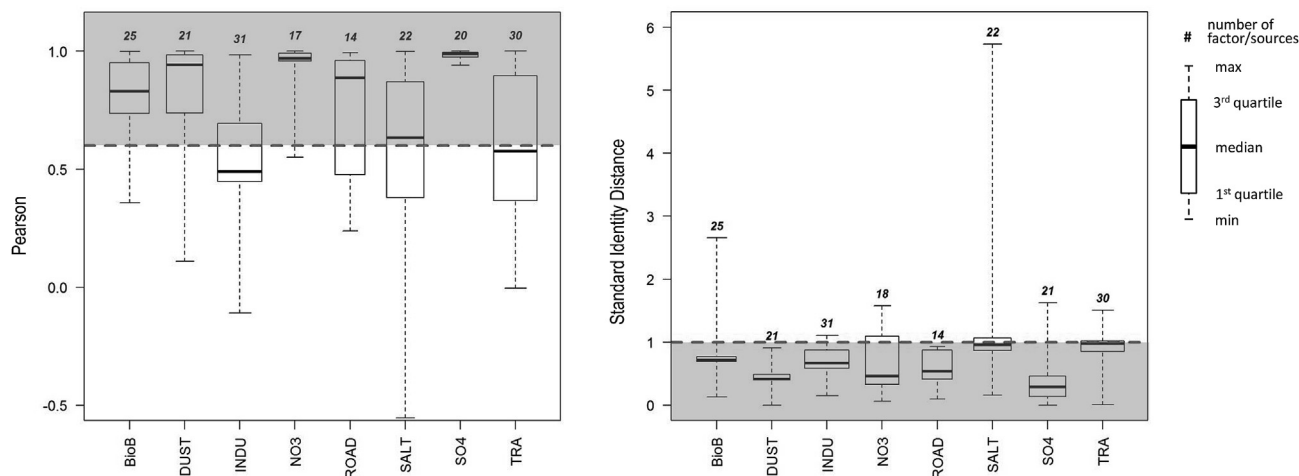 25 21 31 17 14 22 20 30
1.0
0.5
0.0
-0.5
Pearson
BioB DUST INDU NO3 ROAD SALT SO4 TRA
6
5
4
3
2
1
0
Standard Identity Distance
25 21 31 18 14 22 21 30
BioB DUST INDU NO3 ROAD SALT SO4 TRA
# number of
factor/sources
max
3rd quartile
median
1st quartile
min